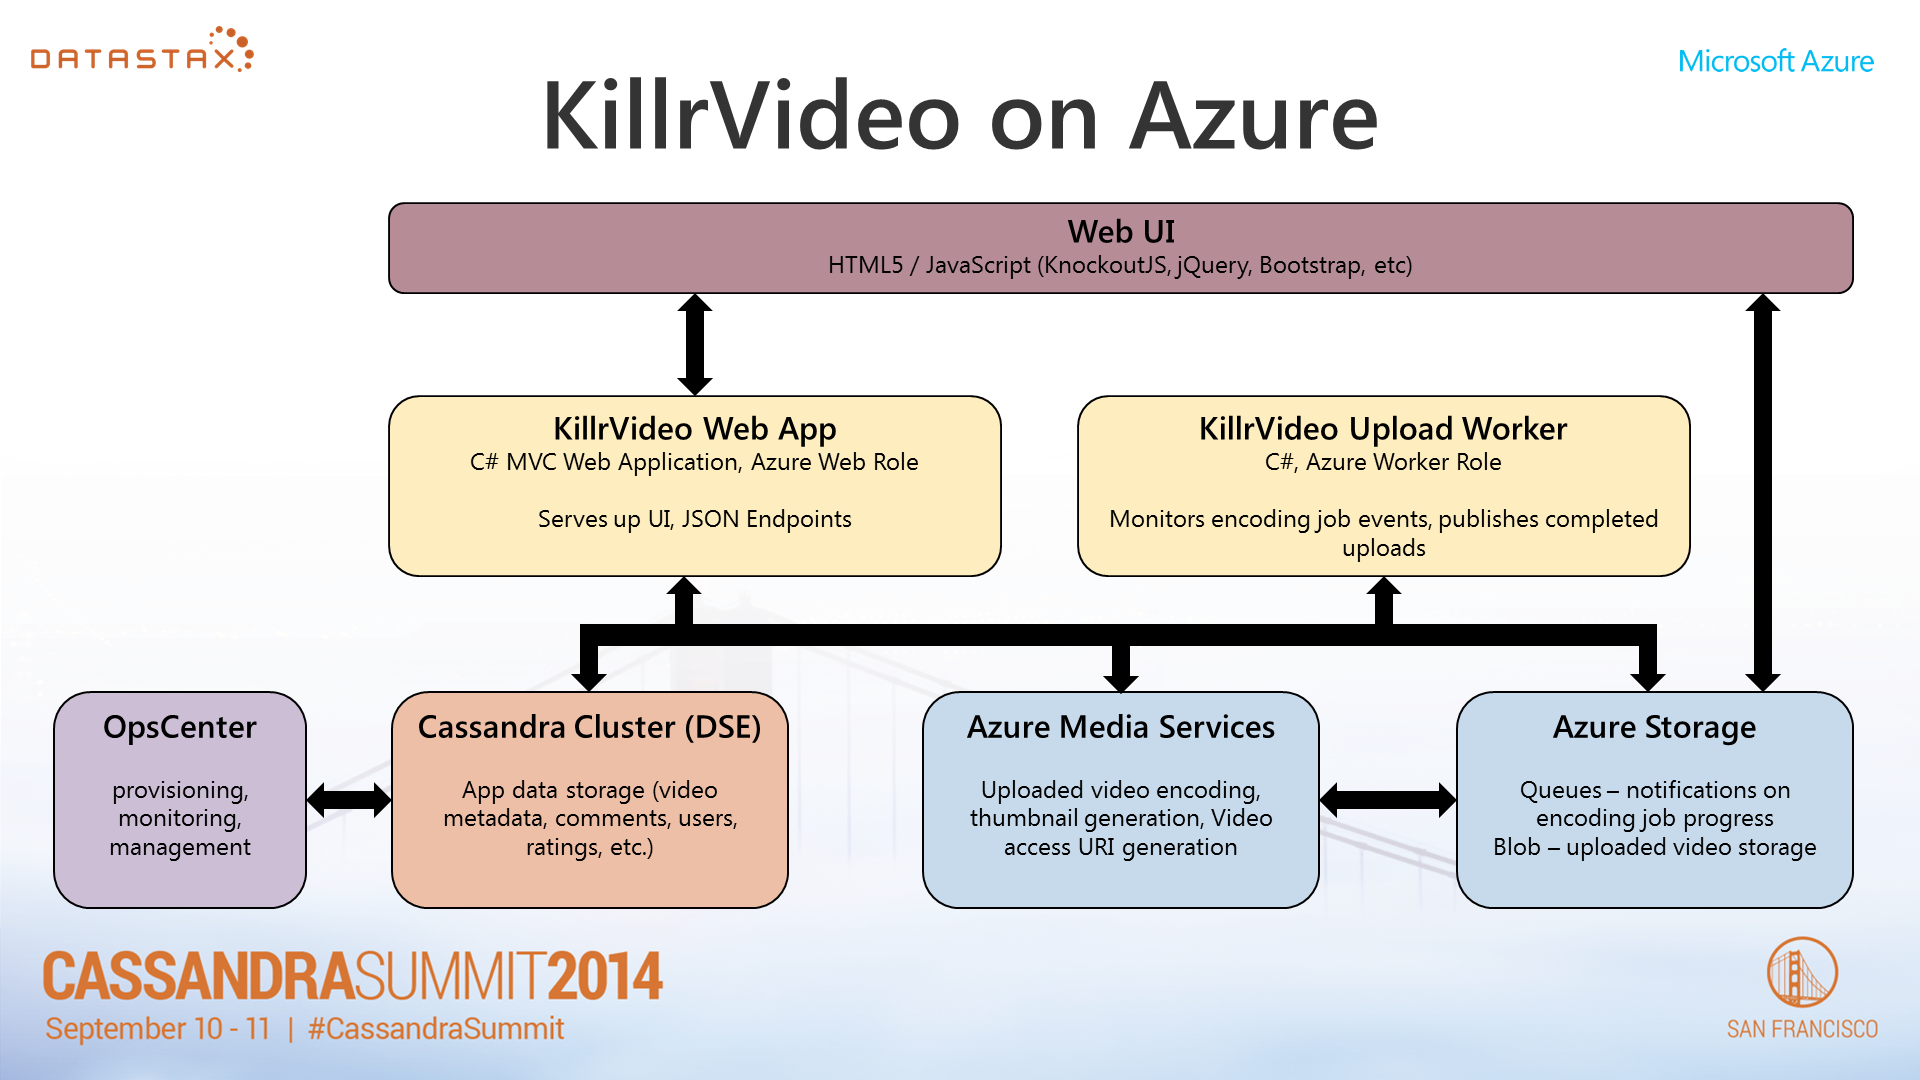 DATASTAX
Microsoft Azure
KillrVideo on Azure
Web UI
HTML5 / JavaScript (KnockoutJS, jQuery, Bootstrap, etc)
KillrVideo Web App
C# MVC Web Application, Azure Web Role
Serves up UI, JSON Endpoints
KillrVideo Upload Worker
C#, Azure Worker Role
Monitors encoding job events, publishes completed
uploads
OpsCenter
provisioning,
monitoring,
management
Cassandra Cluster (DSE)
App data storage (video
metadata, comments, users,
ratings, etc.)
Azure Media Services
Uploaded video encoding,
thumbnail generation, Video
access URI generation
Azure Storage
Queues – notifications on
encoding job progress
Blob – uploaded video storage
CASSANDRASUMMIT2014
September 10 - 11 | #CassandraSummit
SAN FRANCISCO